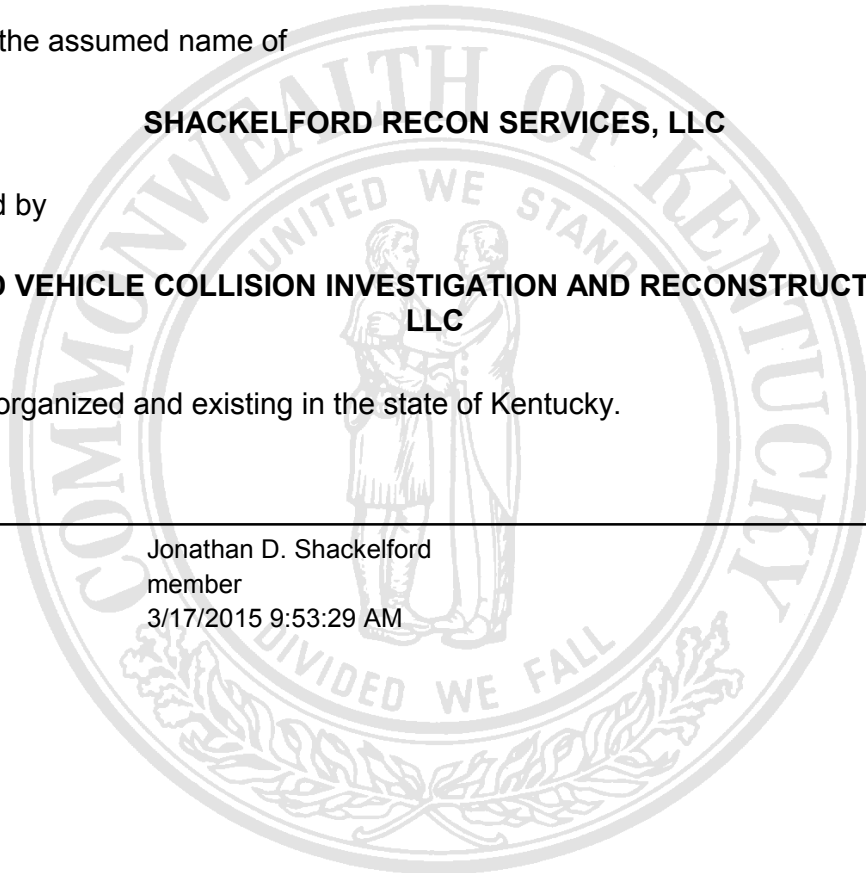 the assumed name of
SHACKELFORD RECON SERVICES, LLC
d by
D VEHICLE COLLISION INVESTIGATION AND RECONSTRUCT
LLC
organized and existing in the state of Kentucky.
Jonathan D. Shackelford
member
3/17/2015 9:53:29 AM
COMMONWEALTH OF KENTUCKY
UNITED WE STAND
DIVIDED WE FALL